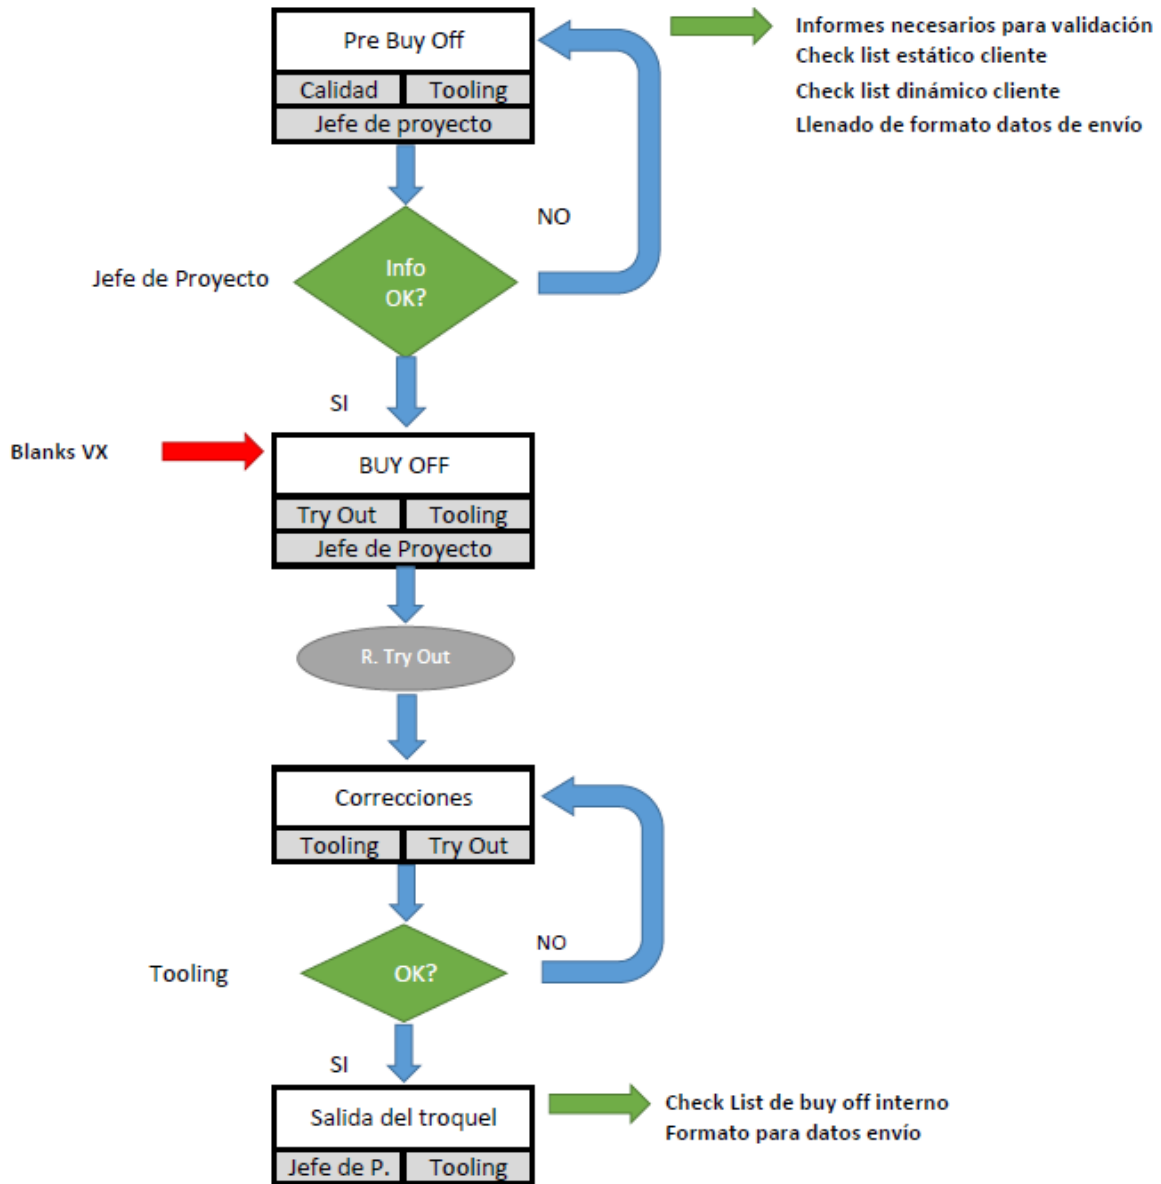 Pre Buy Off
Calidad
Tooling
Jefe de proyecto
Informes necesarios para validación
Check list estático cliente
Check list dinámico cliente
Llenado de formato datos de envío
NO
Jefe de Proyecto
Info
OK?
SI
Blanks VX
BUY OFF
Try Out
Tooling
Jefe de Proyecto
R. Try Out
Correcciones
Tooling
Try Out
NO
Tooling
OK?
SI
Salida del troquel
Jefe de P.
Tooling
Check List de buy off interno
Formato para datos envío